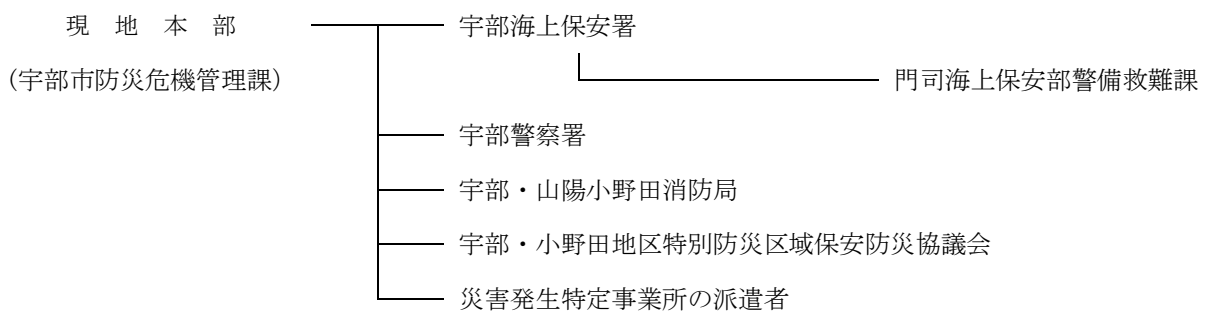 現 地 本 部
宇部海上保安署
(宇部市防災危機管理課)
門司海上保安部警備救難課
宇部警察署
宇部・山陽小野田消防局
宇部・小野田地区特別防災区域保安防災協議会
災害発生特定事業所の派遣者